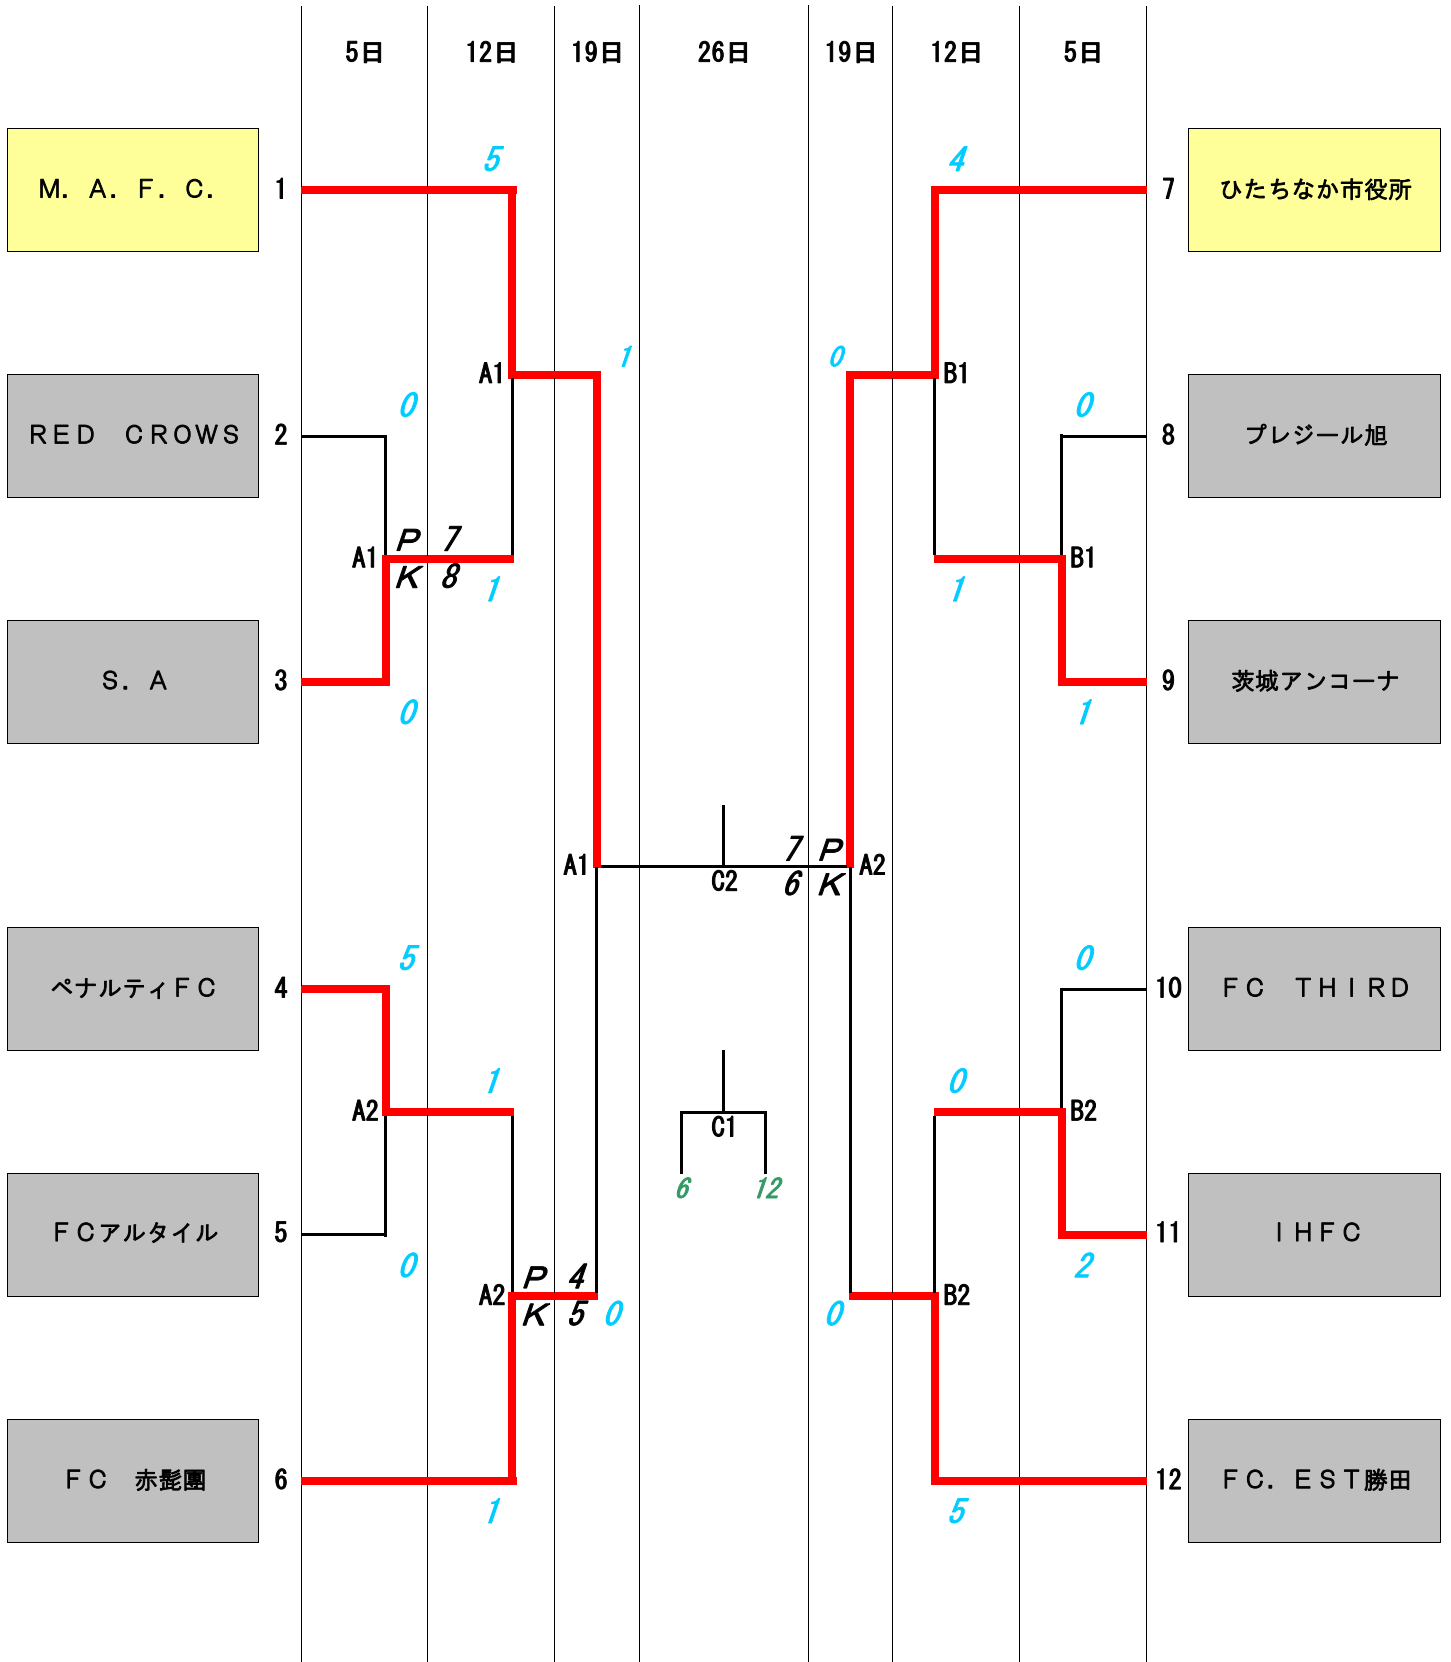 5日 12日 19日 26日 19日 12日 5日
5 4
Ｍ．Ａ．Ｆ．Ｃ． 1 7 ひたちなか市役所
1 0
A1 B1
0 0
ＲＥＤ　ＣＲＯＷＳ 2 8 プレジール旭
P 7
A1 B1
K 8
1 1
Ｓ．Ａ 3 9 茨城アンコーナ
0 1
7 P
A1 A2
C2 6 K
5 0
ペナルティＦＣ 4 10 ＦＣ　ＴＨＩＲＤ
1 0
A2 B2
C1
6 12
ＦＣアルタイル 5 11 ＩＨＦＣ
0 2
P 4
A2 B2
K 5 0 0
ＦＣ　赤髭團 6 12 ＦＣ．ＥＳＴ勝田
1 5